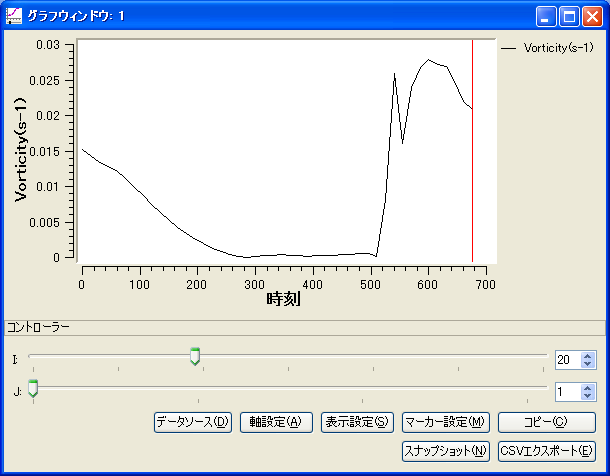 グラフウィンドウ: 1
0.03
0.025
0.02
0.015
0.01
0.005
0
Vorticity(s-1)
Vorticity(s-1)
0 100 200 300 400 500 600 700
時刻
コントローラー
I: 20
J: 1
データソース(D) 軸設定(A) 表示設定(S) マーカー設定(M) コピー(C)
スナップショット(N) CSVエクスポート(E)